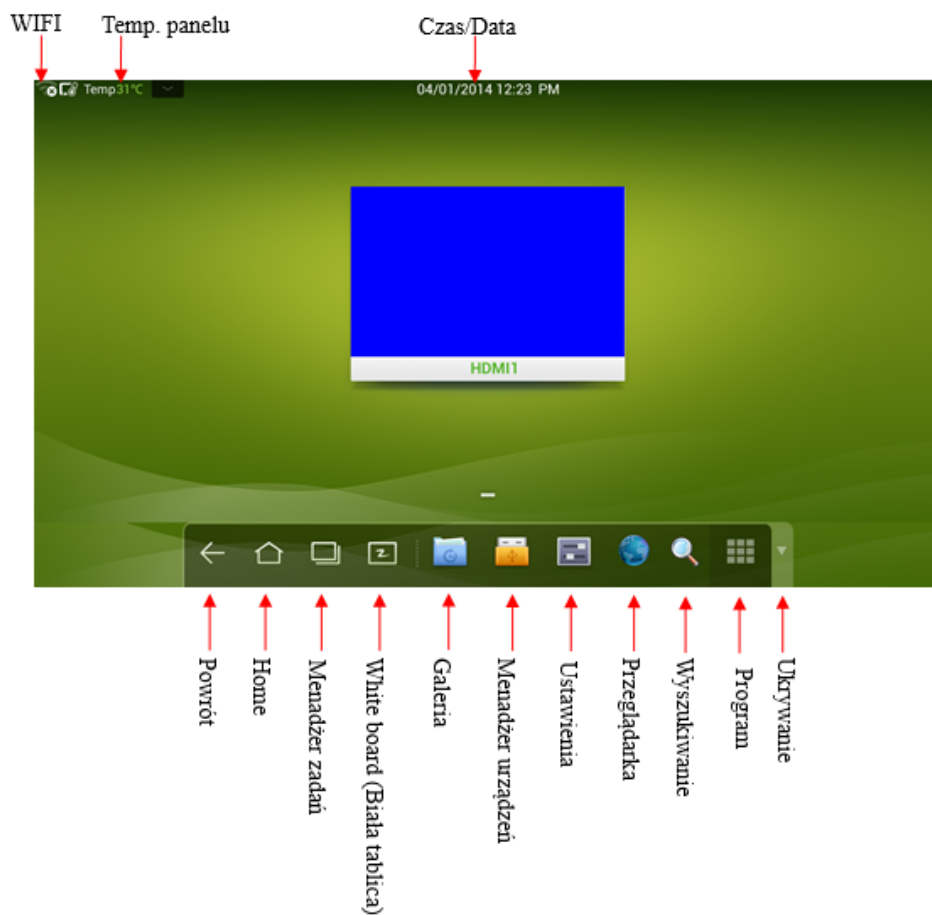 WIFI
Temp. panelu
Czas/Data
Temp31°C
04/01/2014 12:23 PM
HDMI1
Powrót
Home
Menadżer zadań
White board (Biała tablica)
Galeria
Menadżer urządzeń
Ustawienia
Przeglądarka
Wyszukiwanie
Program
Ukrywanie